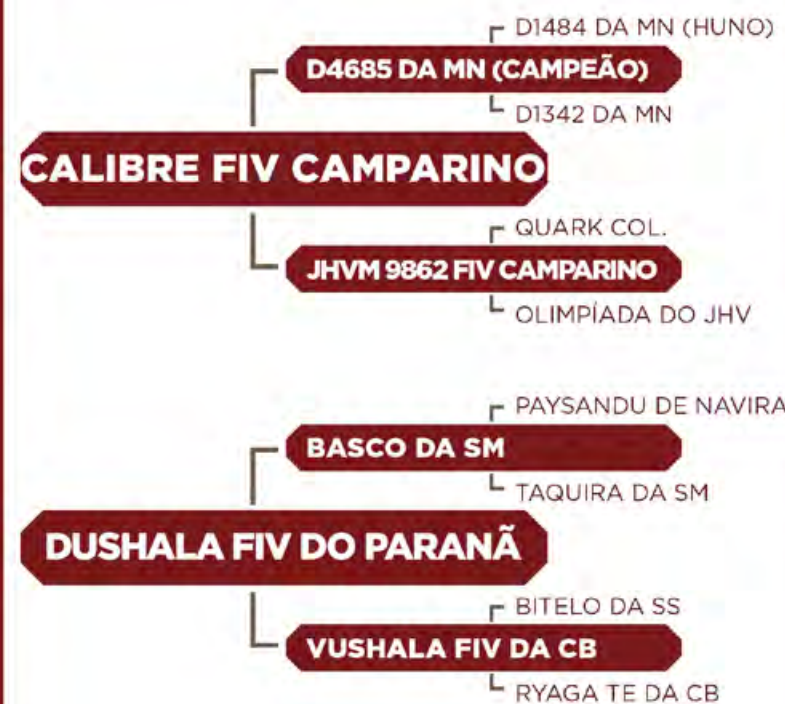 D1484 DA MN (HUNO)
D4685 DA MN (CAMPEÃO)
D1342 DA MN
CALIBRE FIV CAMPARINO
QUARK COL.
JHVM 9862 FIV CAMPARINO
OLIMPÍADA DO JHV
PAYSANDU DE NAVIRA
BASCO DA SM
TAQUIRA DA SM
DUSHALA FIV DO PARANÃ
BITELO DA SS
VUSHALA FIV DA CB
RYAGA TE DA CB